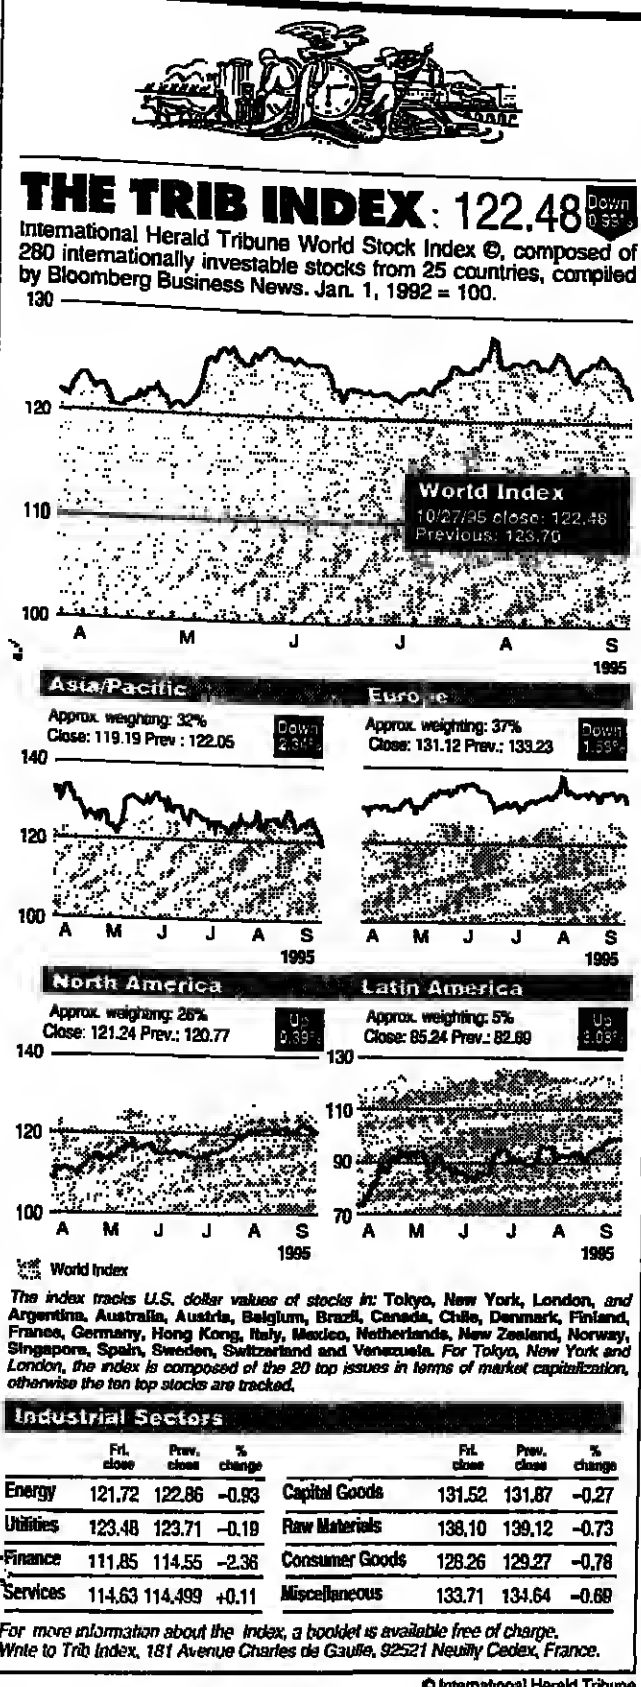 THE TRIB INDEX: 122.48
Down 0.99%
International Herald Tribune World Stock Index ©, composed of
280 internationally investable stocks from 25 countries, compiled
by Bloomberg Business News. Jan. 1, 1992 = 100.
130
120
110
100
World Index
10/27/95 close: 122.48
Previous: 123.70
A M J J A S
1995
Asia/Pacific
Approx. weighting: 32%
Close: 119.19 Prev.: 122.05
Down
2.34%
140
120
100
A M J J A S
1995
Europe
Approx. weighting: 37%
Close: 131.12 Prev.: 133.23
Down
1.59%
A M J J A S
1995
North America
Approx. weighting: 26%
Close: 121.24 Prev.: 120.77
Up
0.39%
140
120
100
A M J J A S
1995
Latin America
Approx. weighting: 5%
Close: 85.24 Prev.: 82.69
Up
3.08%
130
110
90
70
A M J J A S
1995
World Index
The index tracks U.S. dollar values of stocks in: Tokyo, New York, London, and
Argentina, Australia, Austria, Belgium, Brazil, Canada, Chile, Denmark, Finland,
France, Germany, Hong Kong, Italy, Mexico, Netherlands, New Zealand, Norway,
Singapore, Spain, Sweden, Switzerland and Venezuela. For Tokyo, New York and
London, the index is composed of the 20 top issues in terms of market capitalization,
otherwise the ten top stocks are tracked.
Industrial Sectors
Fri. close Prev. close % change
Energy 121.72 122.86 −0.93
Utilities 123.48 123.71 −0.19
Finance 111.85 114.55 −2.36
Services 114.63 114.499 +0.11
Fri. close Prev. close % change
Capital Goods 131.52 131.87 −0.27
Raw Materials 138.10 139.12 −0.73
Consumer Goods 128.26 129.27 −0.78
Miscellaneous 133.71 134.64 −0.69
For more information about the Index, a booklet is available free of charge.
Write to Trib Index, 181 Avenue Charles de Gaulle, 92521 Neuilly Cedex, France.
© International Herald Tribune